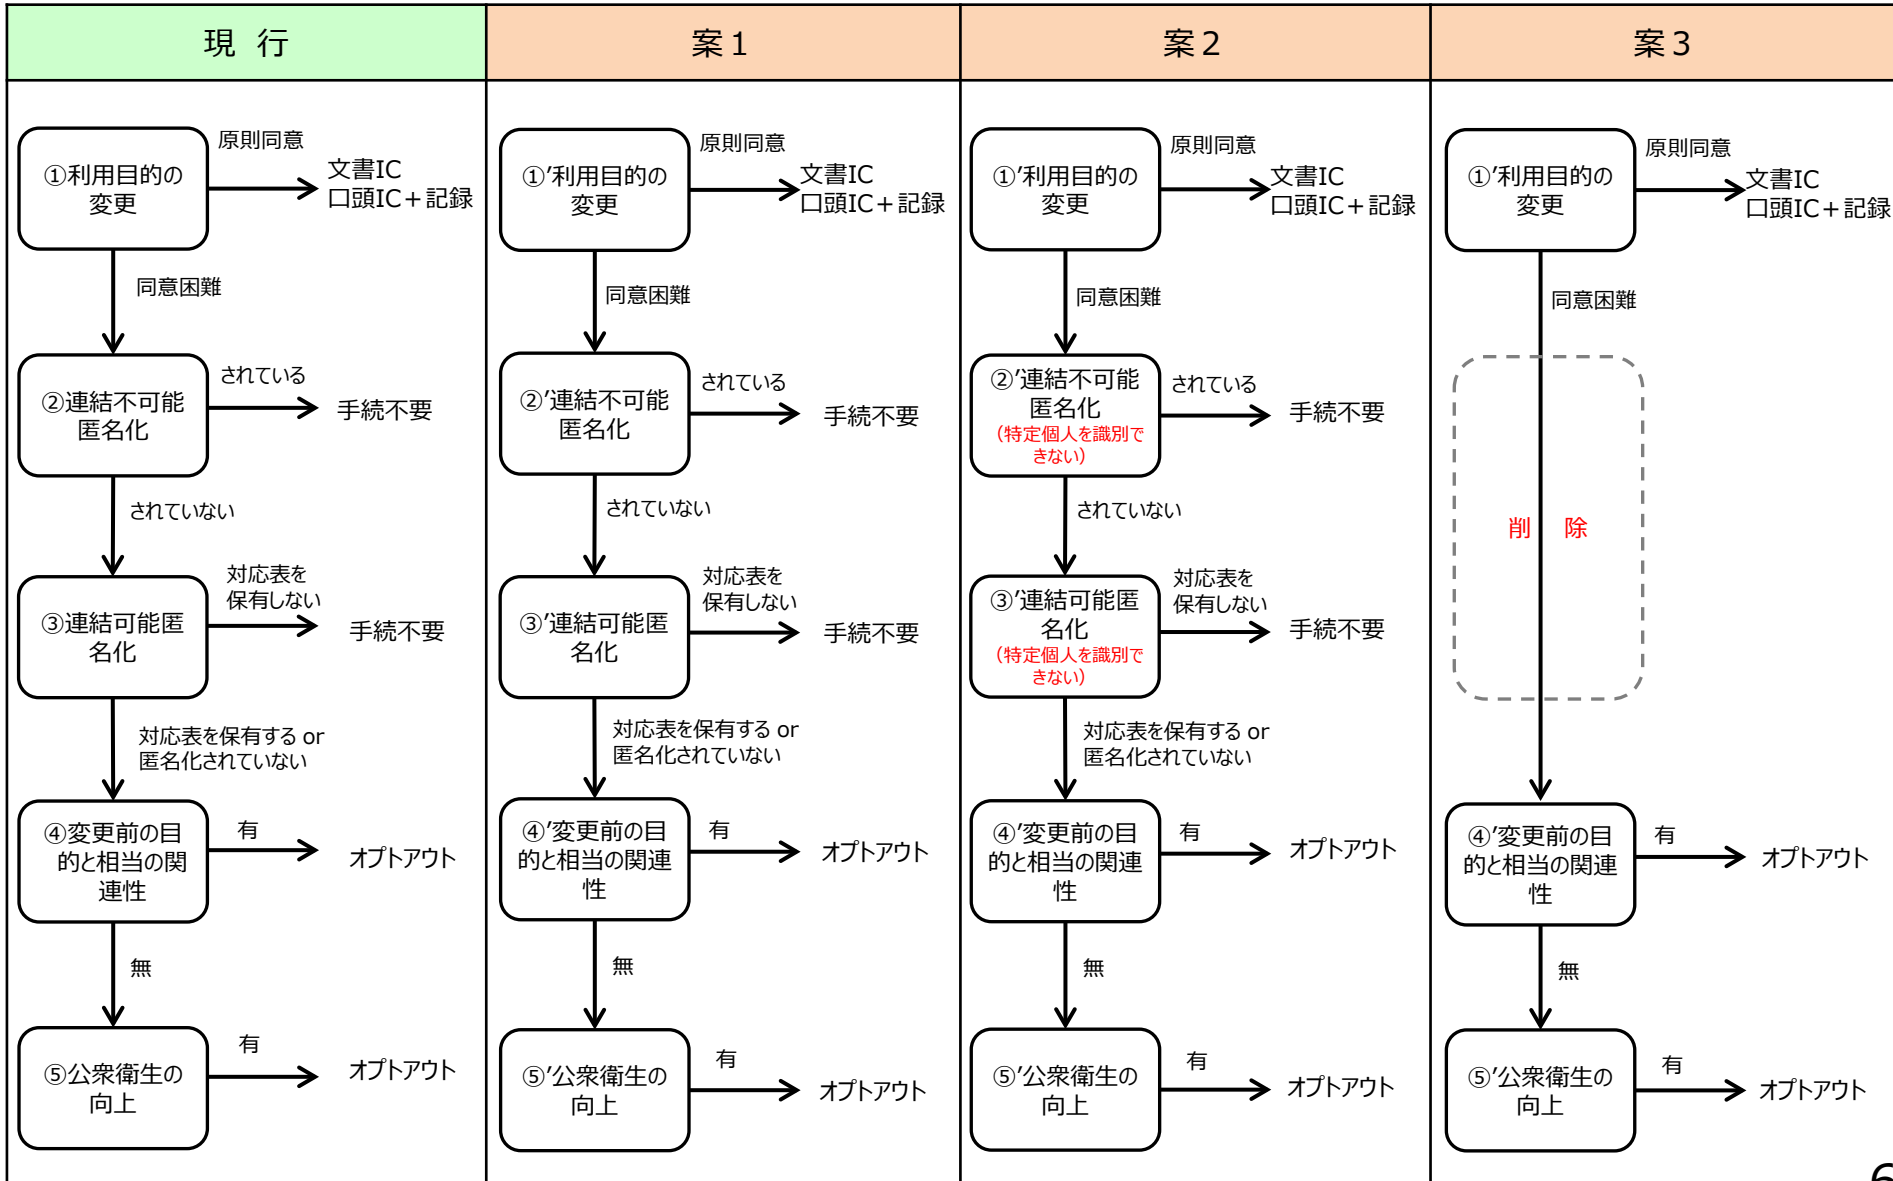 現 行
案1
案2
案3
①利用目的の
変更
原則同意
文書IC
口頭IC+記録
同意困難
②連結不可能
匿名化
されている
手続不要
されていない
③連結可能匿
名化
対応表を
保有しない
手続不要
対応表を保有する or
匿名化されていない
④変更前の目
的と相当の関
連性
有
オプトアウト
無
⑤公衆衛生の
向上
有
オプトアウト
①’利用目的の
変更
原則同意
文書IC
口頭IC+記録
同意困難
②’連結不可能
匿名化
されている
手続不要
されていない
③’連結可能匿
名化
対応表を
保有しない
手続不要
対応表を保有する or
匿名化されていない
④’変更前の目
的と相当の関連
性
有
オプトアウト
無
⑤’公衆衛生の
向上
有
オプトアウト
①’利用目的の
変更
原則同意
文書IC
口頭IC+記録
同意困難
②’連結不可能
匿名化
(特定個人を識別で
きない)
されている
手続不要
されていない
③’連結可能匿
名化
(特定個人を識別で
きない)
対応表を
保有しない
手続不要
対応表を保有する or
匿名化されていない
④’変更前の目
的と相当の関連
性
有
オプトアウト
無
⑤’公衆衛生の
向上
有
オプトアウト
①’利用目的の
変更
原則同意
文書IC
口頭IC+記録
同意困難
削 除
④’変更前の目
的と相当の関連
性
有
オプトアウト
無
⑤’公衆衛生の
向上
有
オプトアウト